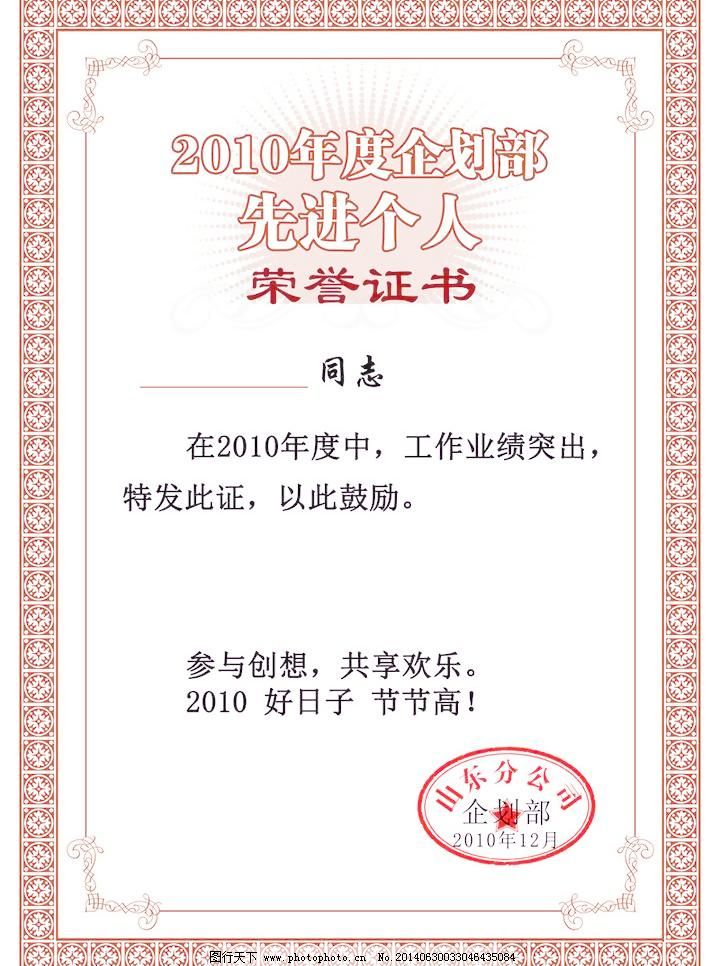 2010年度企划部
先进个人
荣誉证书
同志
在2010年度中，工作业绩突出，
特发此证，以此鼓励。
参与创想，共享欢乐。
2010 好日子 节节高！
山东分公司
企划部
2010年12月
图行天下 www.photophoto.cn No.20140630033046435084